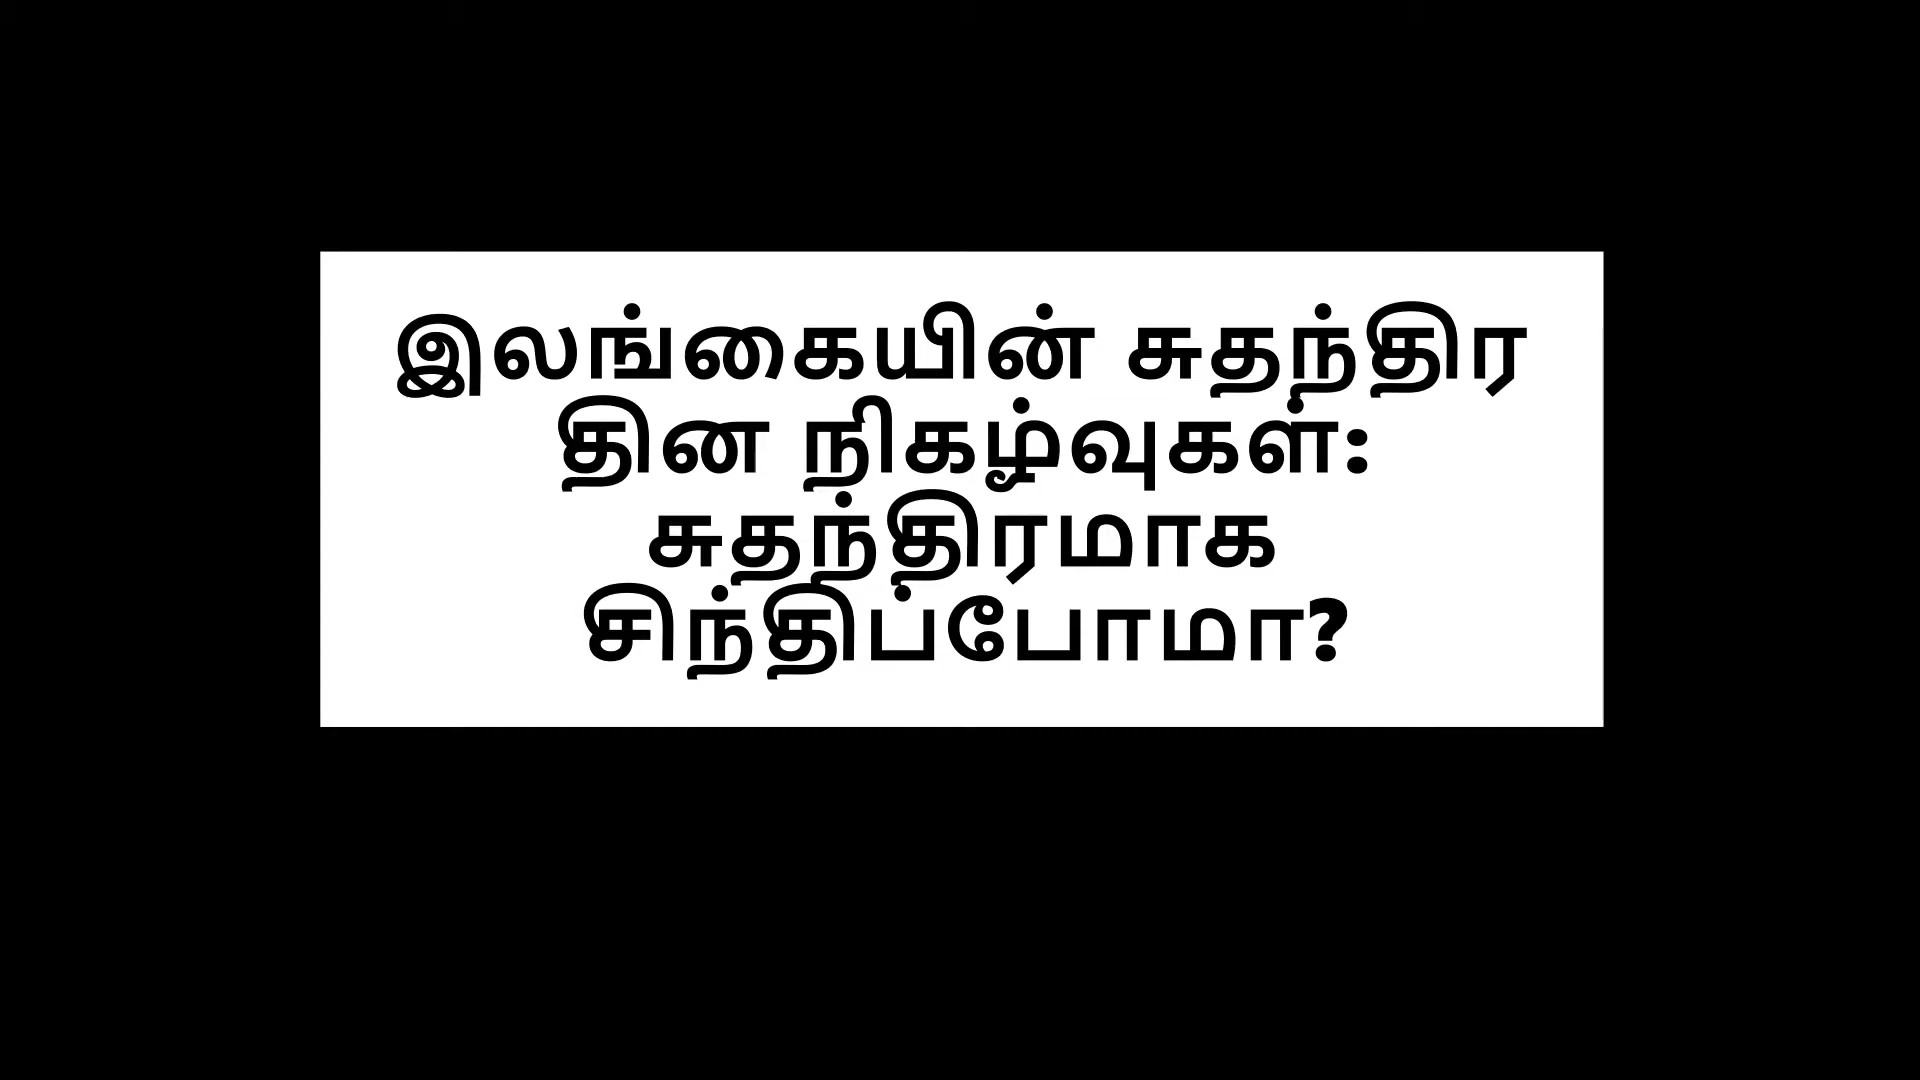 இலங்கையின் சுதந்திர
தின நிகழ்வுகள்:
சுதந்திரமாக
சிந்திப்போமா?